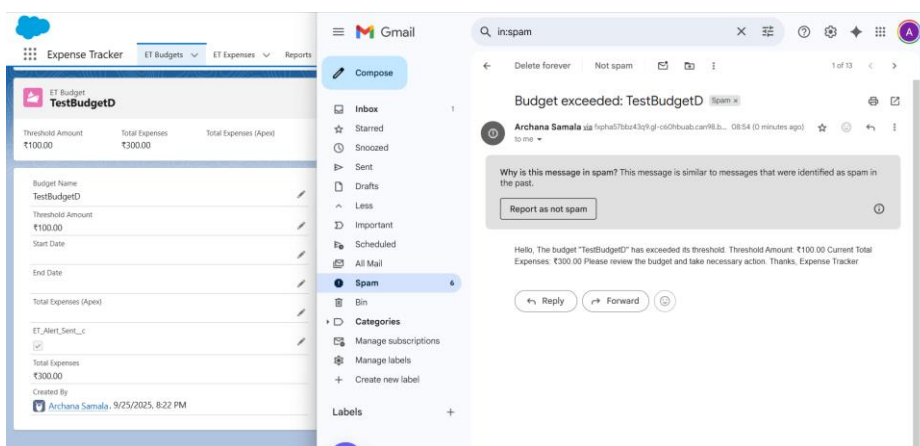 Expense Tracker
ET Budgets
ET Expenses
Reports
ET Budget
TestBudgetD
Threshold Amount
Total Expenses
Total Expenses (Apex)
₹100.00
₹300.00
Budget Name
TestBudgetD
Threshold Amount
₹100.00
Start Date
End Date
Total Expenses (Apex)
ET_Alert_Sent__c
Total Expenses
₹300.00
Created By
Archana Samala, 9/25/2025, 8:22 PM
Gmail
Compose
Inbox 1
Starred
Snoozed
Sent
Drafts
Less
Important
Scheduled
All Mail
Spam 6
Bin
Categories
Manage subscriptions
Manage labels
Create new label
Labels
in:spam
A
Delete forever Not spam
1 of 13
Budget exceeded: TestBudgetD Spam x
Archana Samala via 08:54 (0 minutes ago)
to me
Why is this message in spam? This message is similar to messages that were identified as spam in
the past.
Report as not spam
Hello, The budget "TestBudgetD" has exceeded its threshold. Threshold Amount: ₹100.00 Current Total
Expenses: ₹300.00 Please review the budget and take necessary action. Thanks, Expense Tracker
Reply
Forward